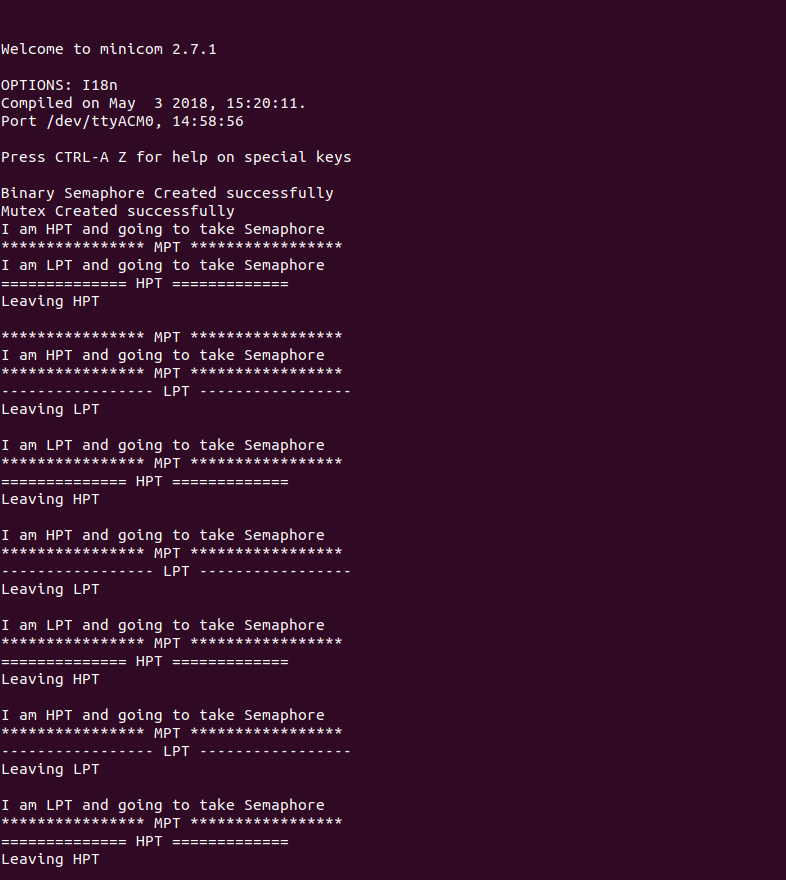 Welcome to minicom 2.7.1
OPTIONS: I18n
Compiled on May  3 2018, 15:20:11.
Port /dev/ttyACM0, 14:58:56
Press CTRL-A Z for help on special keys
Binary Semaphore Created successfully
Mutex Created successfully
I am HPT and going to take Semaphore
**************** MPT *****************
I am LPT and going to take Semaphore
============== HPT =============
Leaving HPT
**************** MPT *****************
I am HPT and going to take Semaphore
**************** MPT *****************
----------------- LPT -----------------
Leaving LPT
I am LPT and going to take Semaphore
**************** MPT *****************
============== HPT =============
Leaving HPT
I am HPT and going to take Semaphore
**************** MPT *****************
----------------- LPT -----------------
Leaving LPT
I am LPT and going to take Semaphore
**************** MPT *****************
============== HPT =============
Leaving HPT
I am HPT and going to take Semaphore
**************** MPT *****************
----------------- LPT -----------------
Leaving LPT
I am LPT and going to take Semaphore
**************** MPT *****************
============== HPT =============
Leaving HPT